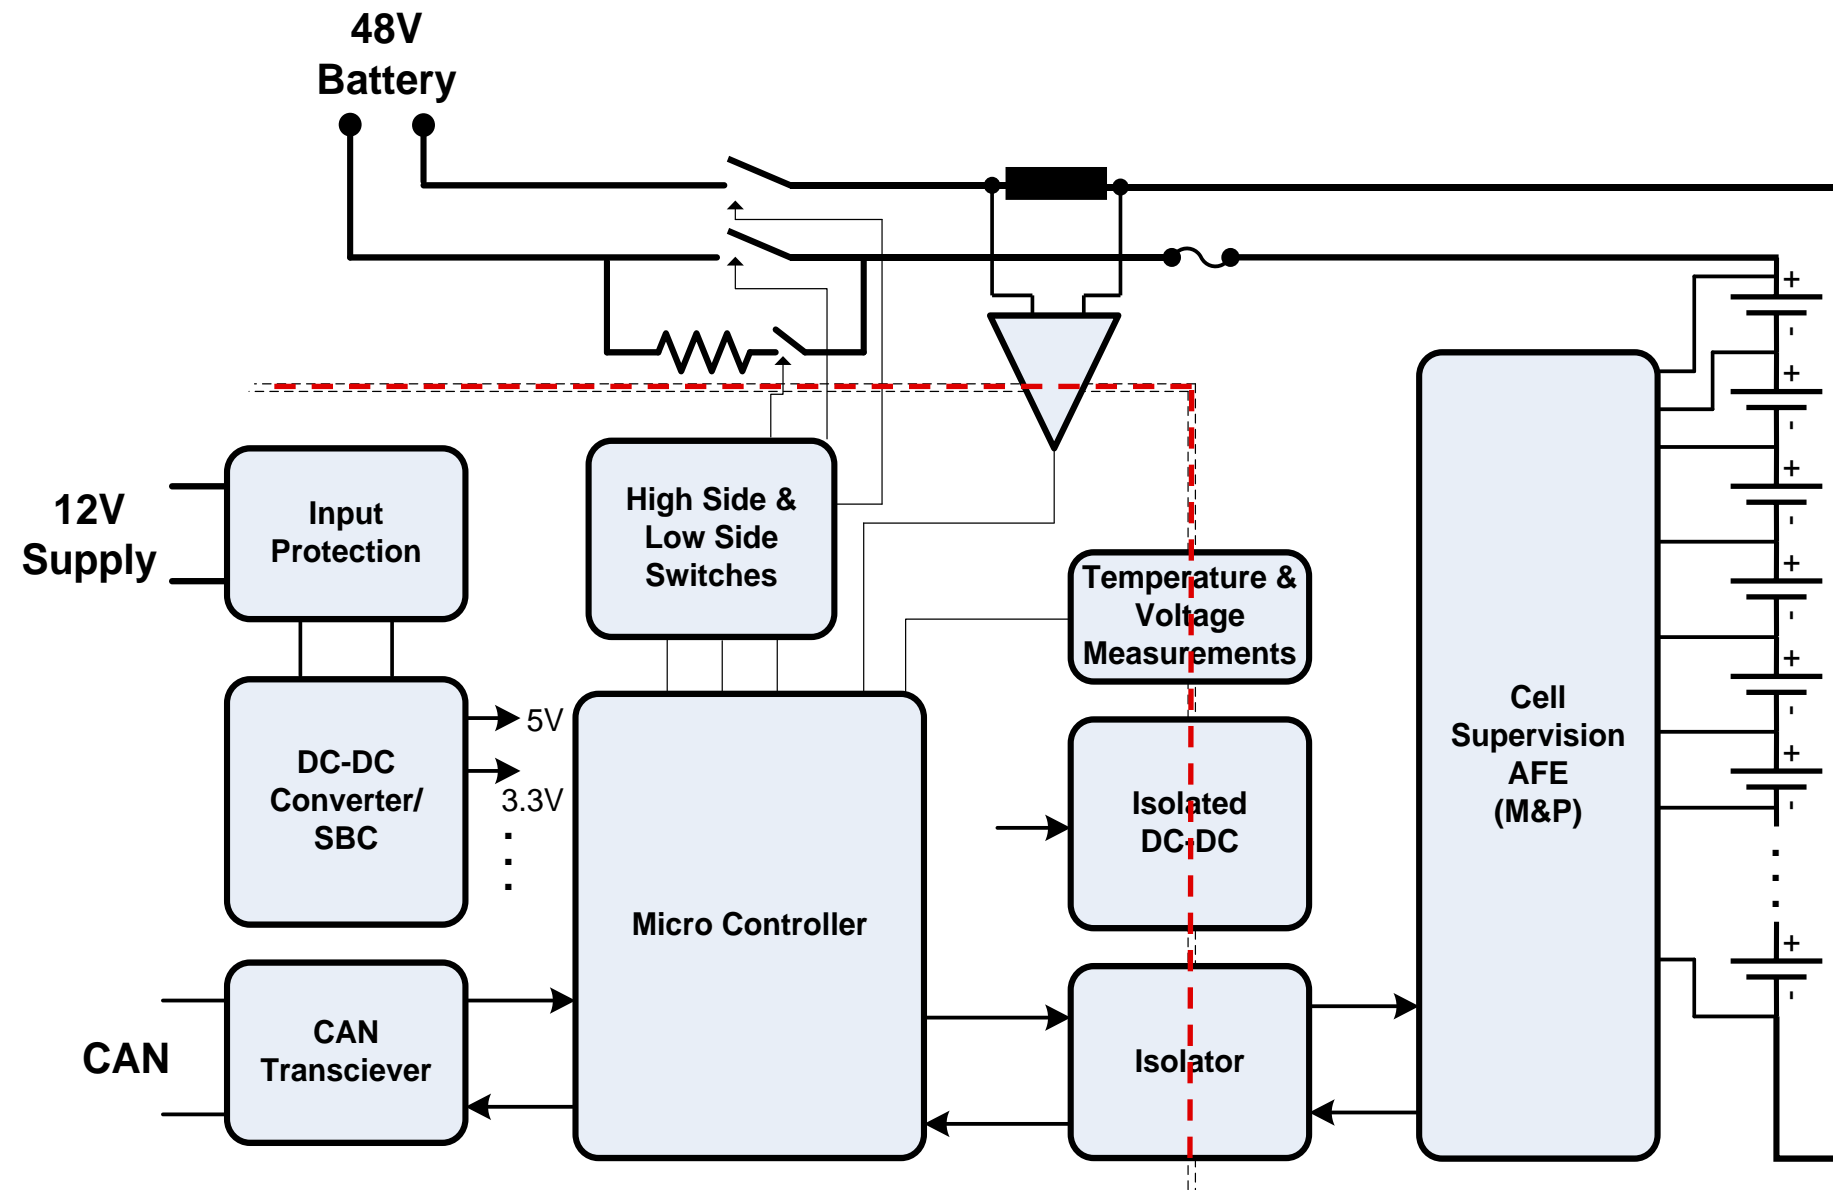 48V
Battery
12V
Supply
Input
Protection
High Side &
Low Side
Switches
Temperature &
Voltage
Measurements
DC-DC
Converter/
SBC
5V
3.3V
Micro Controller
Isolated
DC-DC
Cell
Supervision
AFE
(M&P)
CAN
CAN
Transciever
Isolator
+
-
+
-
+
-
+
-
+
-
+
-
+
-